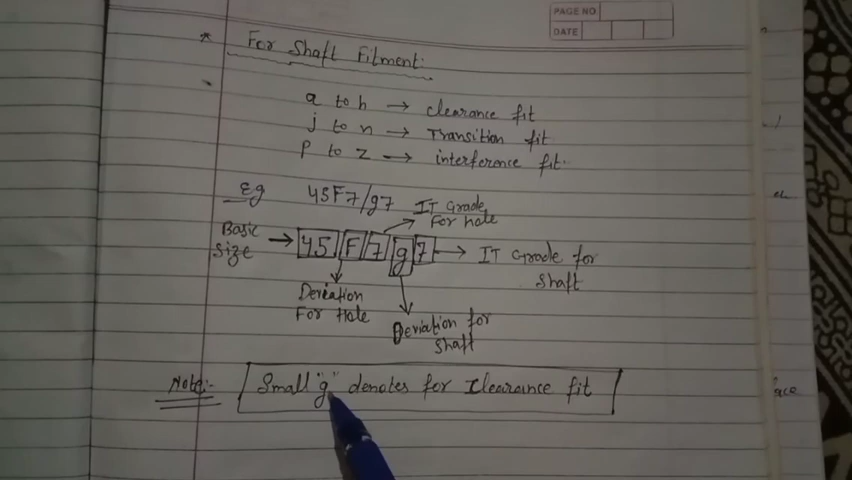 PAGE NO
DATE
* For Shaft Fitment:
a to h → clearance fit
j to n → Transition fit
P to z → interference fit.
Eg 45F7/g7 IT Grade
For hole
Basic
Size → 45 F 7 g 7 → IT Grade for
shaft
Deviation
For Hole
Deviation for
shaft
Note:- Small "g" denotes for Clearance fit